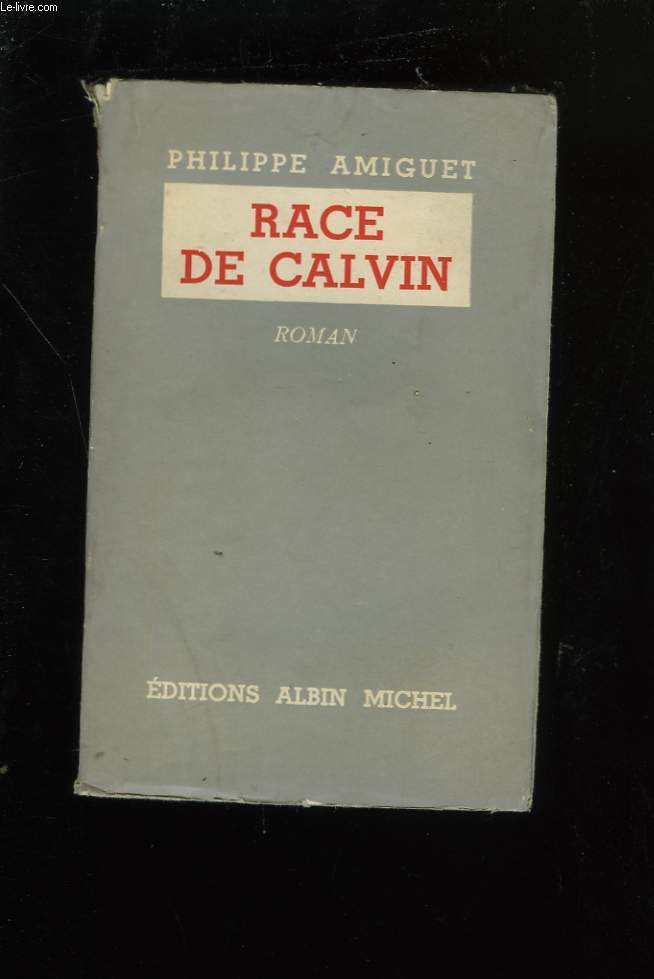 Le-livre.com
PHILIPPE AMIGUET
RACE
DE CALVIN
ROMAN
ÉDITIONS ALBIN MICHEL